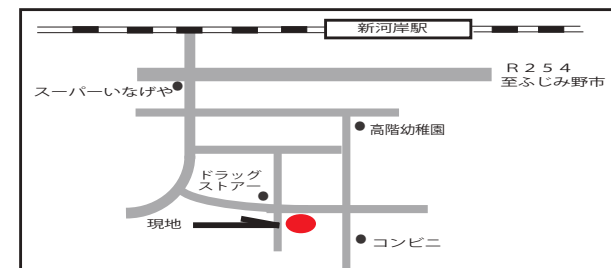 新河岸駅
Ｒ２５４
至ふじみ野市
スーパーいなげや
高階幼稚園
ドラッグ
ストアー
現地
コンビニ